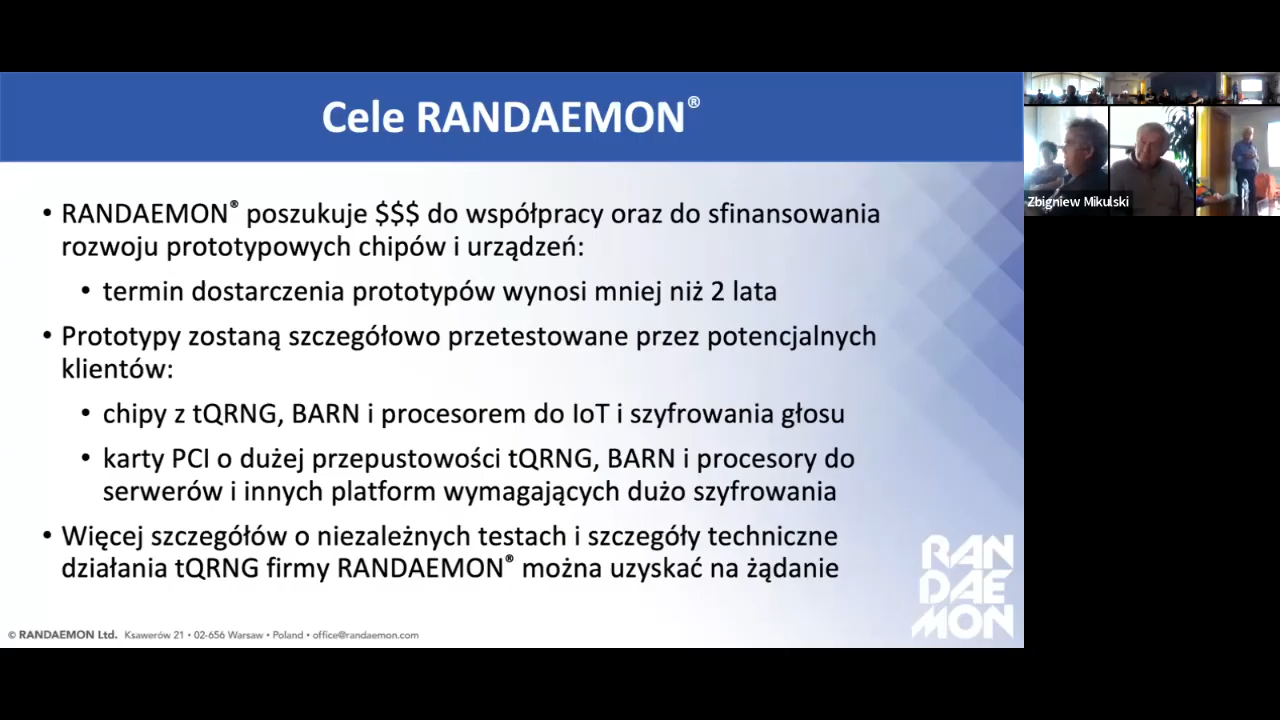 Cele RANDAEMON®
• RANDAEMON® poszukuje $$$ do współpracy oraz do sfinansowania
rozwoju prototypowych chipów i urządzeń:
• termin dostarczenia prototypów wynosi mniej niż 2 lata
• Prototypy zostaną szczegółowo przetestowane przez potencjalnych
klientów:
• chipy z tQRNG, BARN i procesorem do IoT i szyfrowania głosu
• karty PCI o dużej przepustowości tQRNG, BARN i procesory do
serwerów i innych platform wymagających dużo szyfrowania
• Więcej szczegółów o niezależnych testach i szczegóły techniczne
działania tQRNG firmy RANDAEMON® można uzyskać na żądanie
RAN
DAE
MON
© RANDAEMON Ltd. Ksawerów 21 • 02-656 Warsaw • Poland • office@randaemon.com
Zbigniew Mikulski